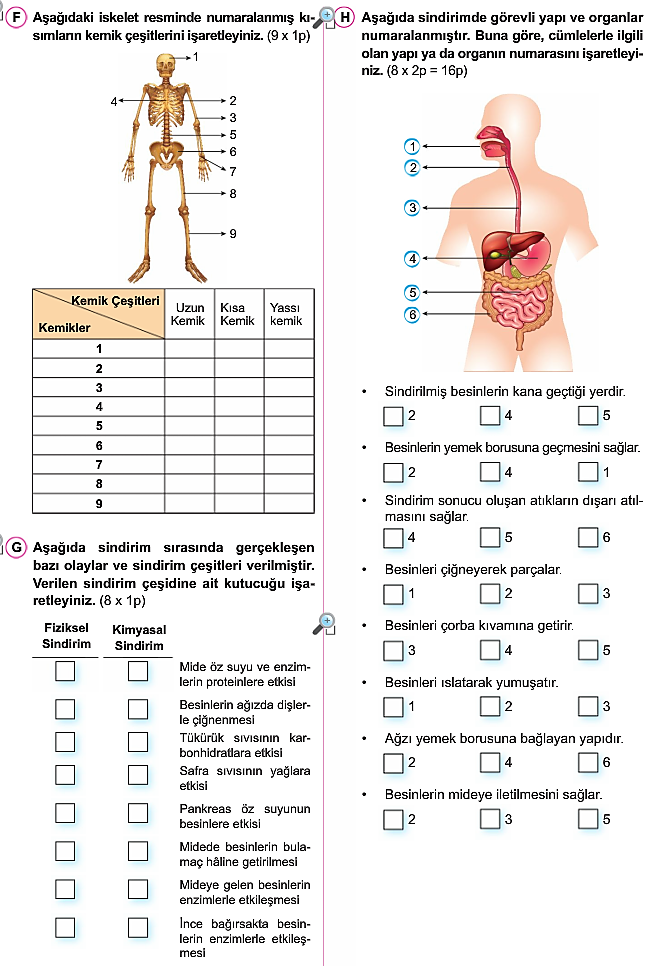 F Aşağıdaki iskelet resminde numaralanmış kı-
sımların kemik çeşitlerini işaretleyiniz. (9 x 1p)
1
4
2
3
5
6
7
8
9
Kemik Çeşitleri
Kemikler
Uzun
Kemik
Kısa
Kemik
Yassı
kemik
1
2
3
4
5
6
7
8
9
G Aşağıda sindirim sırasında gerçekleşen
bazı olaylar ve sindirim çeşitleri verilmiştir.
Verilen sindirim çeşidine ait kutucuğu işa-
retleyiniz. (8 x 1p)
Fiziksel
Sindirim
Kimyasal
Sindirim
Mide öz suyu ve enzim-
lerin proteinlere etkisi
Besinlerin ağızda dişler-
le çiğnenmesi
Tükürük sıvısının kar-
bonhidratlara etkisi
Safra sıvısının yağlara
etkisi
Pankreas öz suyunun
besinlere etkisi
Midede besinlerin bula-
maç hâline getirilmesi
Mideye gelen besinlerin
enzimlerle etkileşmesi
İnce bağırsakta besin-
lerin enzimlerle etkileş-
mesi
H Aşağıda sindirimde görevli yapı ve organlar
numaralanmıştır. Buna göre, cümlelerle ilgili
olan yapı ya da organın numarasını işaretleyi-
niz. (8 x 2p = 16p)
1
2
3
4
5
6
• Sindirilmiş besinlerin kana geçtiği yerdir.
2 4 5
• Besinlerin yemek borusuna geçmesini sağlar.
2 4 1
• Sindirim sonucu oluşan atıkların dışarı atıl-
masını sağlar.
4 5 6
• Besinleri çiğneyerek parçalar.
1 2 3
• Besinleri çorba kıvamına getirir.
3 4 5
• Besinleri ıslatarak yumuşatır.
1 2 3
• Ağzı yemek borusuna bağlayan yapıdır.
2 4 6
• Besinlerin mideye iletilmesini sağlar.
2 3 5